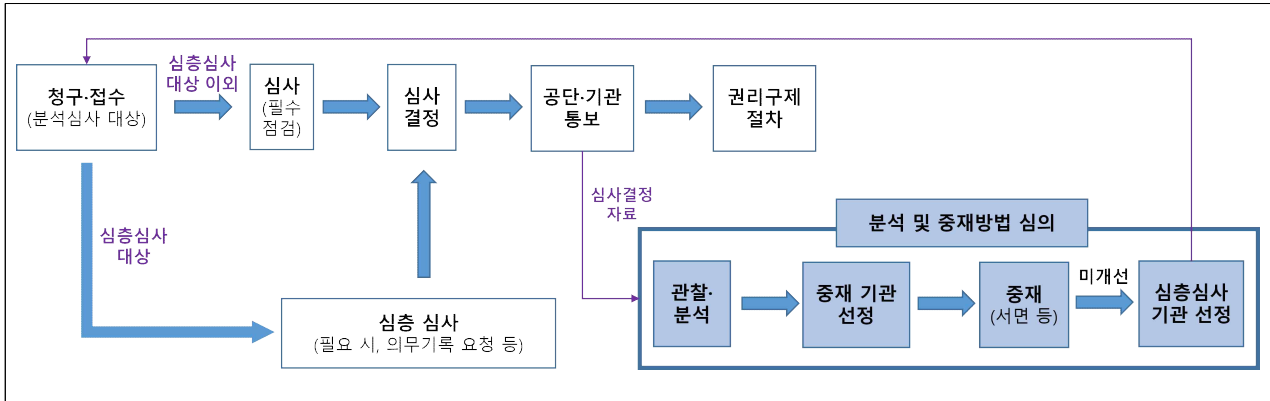 청구·접수
(분석심사 대상)
심층심사
대상 이외
심사
(필수
점검)
심사
결정
공단·기관
통보
권리구제
절차
심층심사
대상
심층 심사
(필요 시, 의무기록 요청 등)
심사결정
자료
분석 및 중재방법 심의
관찰·
분석
중재 기관
선정
중재
(서면 등)
미개선
심층심사
기관 선정